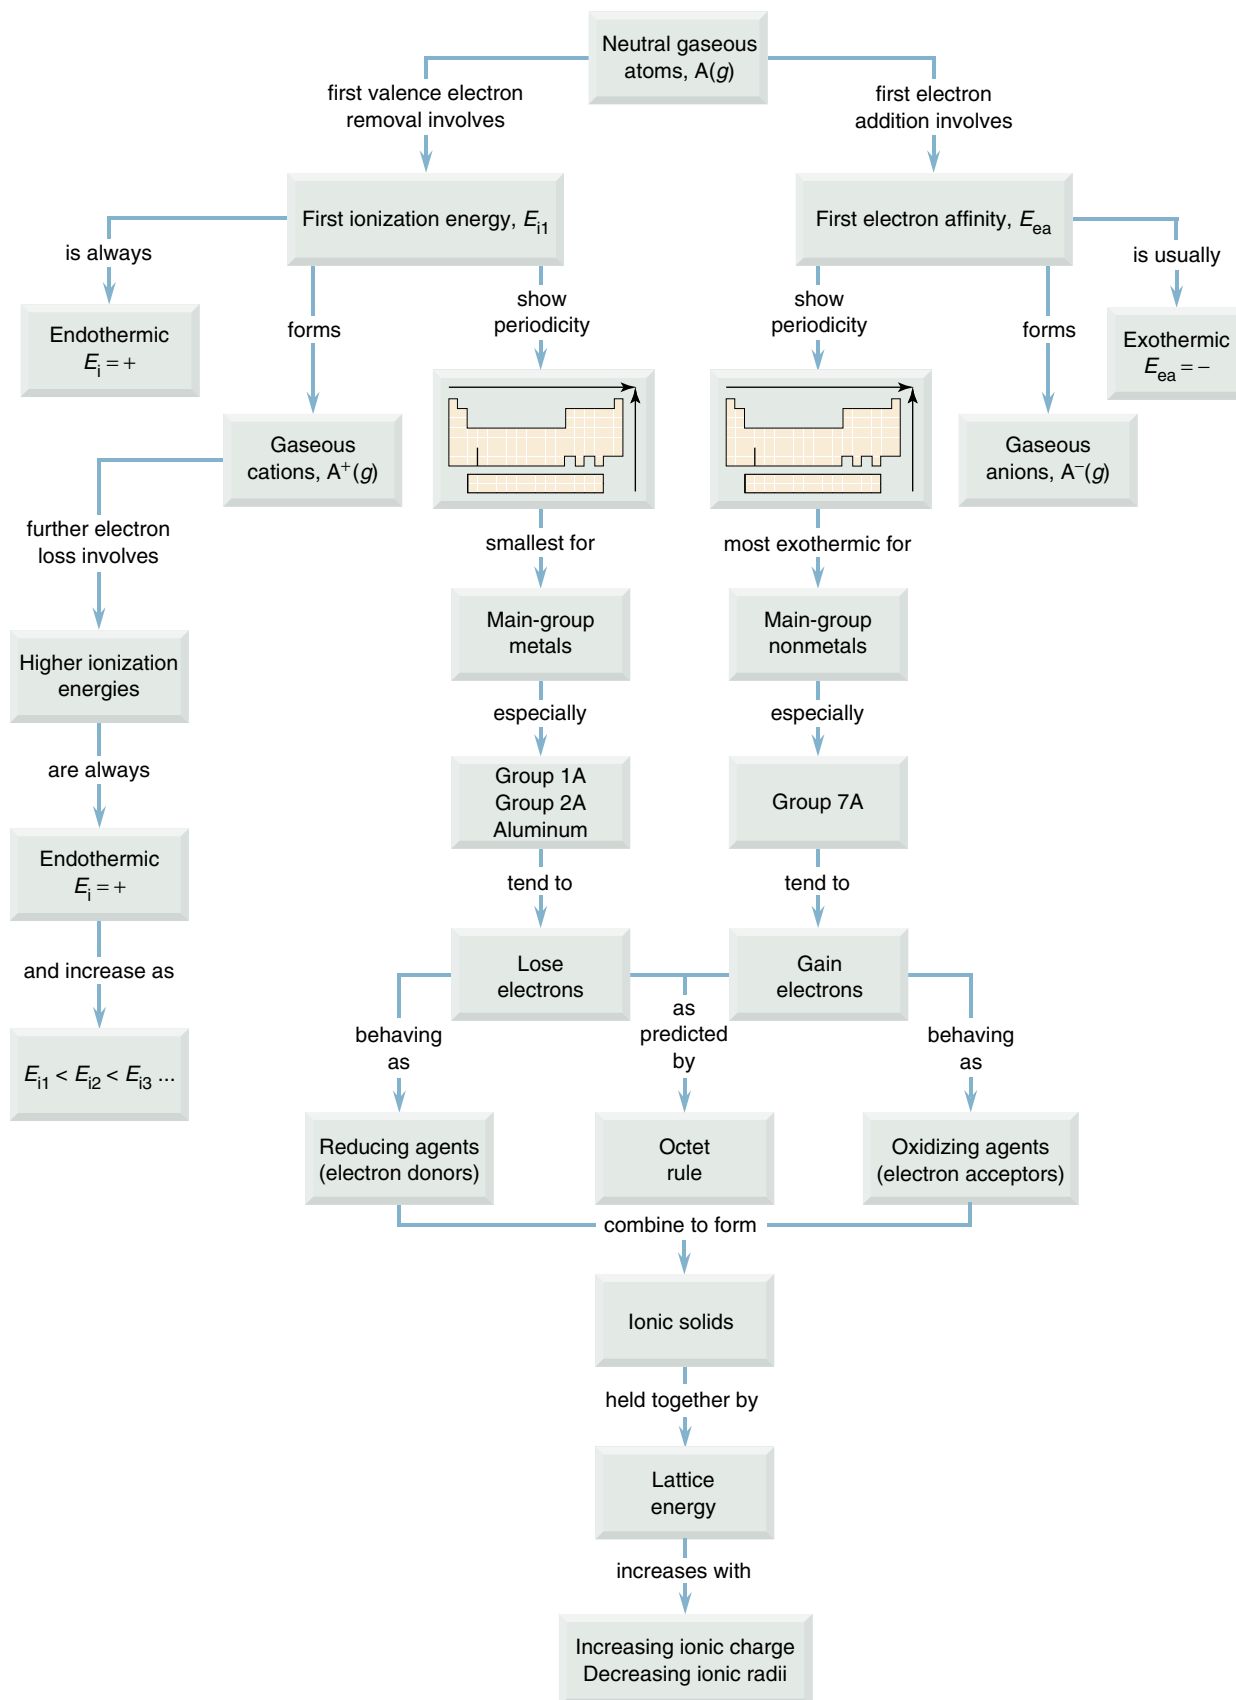 Neutral gaseous
atoms, A(g)
first valence electron
removal involves
first electron
addition involves
First ionization energy, Ei1
First electron affinity, Eea
is always
is usually
Endothermic
Ei = +
forms
show
periodicity
show
periodicity
forms
Exothermic
Eea = −
Gaseous
cations, A+(g)
Gaseous
anions, A−(g)
further electron
loss involves
smallest for
most exothermic for
Higher ionization
energies
Main-group
metals
Main-group
nonmetals
especially
especially
are always
Group 1A
Group 2A
Aluminum
Group 7A
Endothermic
Ei = +
tend to
tend to
and increase as
Lose
electrons
Gain
electrons
behaving
as
as
predicted
by
behaving
as
Ei1 < Ei2 < Ei3 ...
Reducing agents
(electron donors)
Octet
rule
Oxidizing agents
(electron acceptors)
combine to form
Ionic solids
held together by
Lattice
energy
increases with
Increasing ionic charge
Decreasing ionic radii